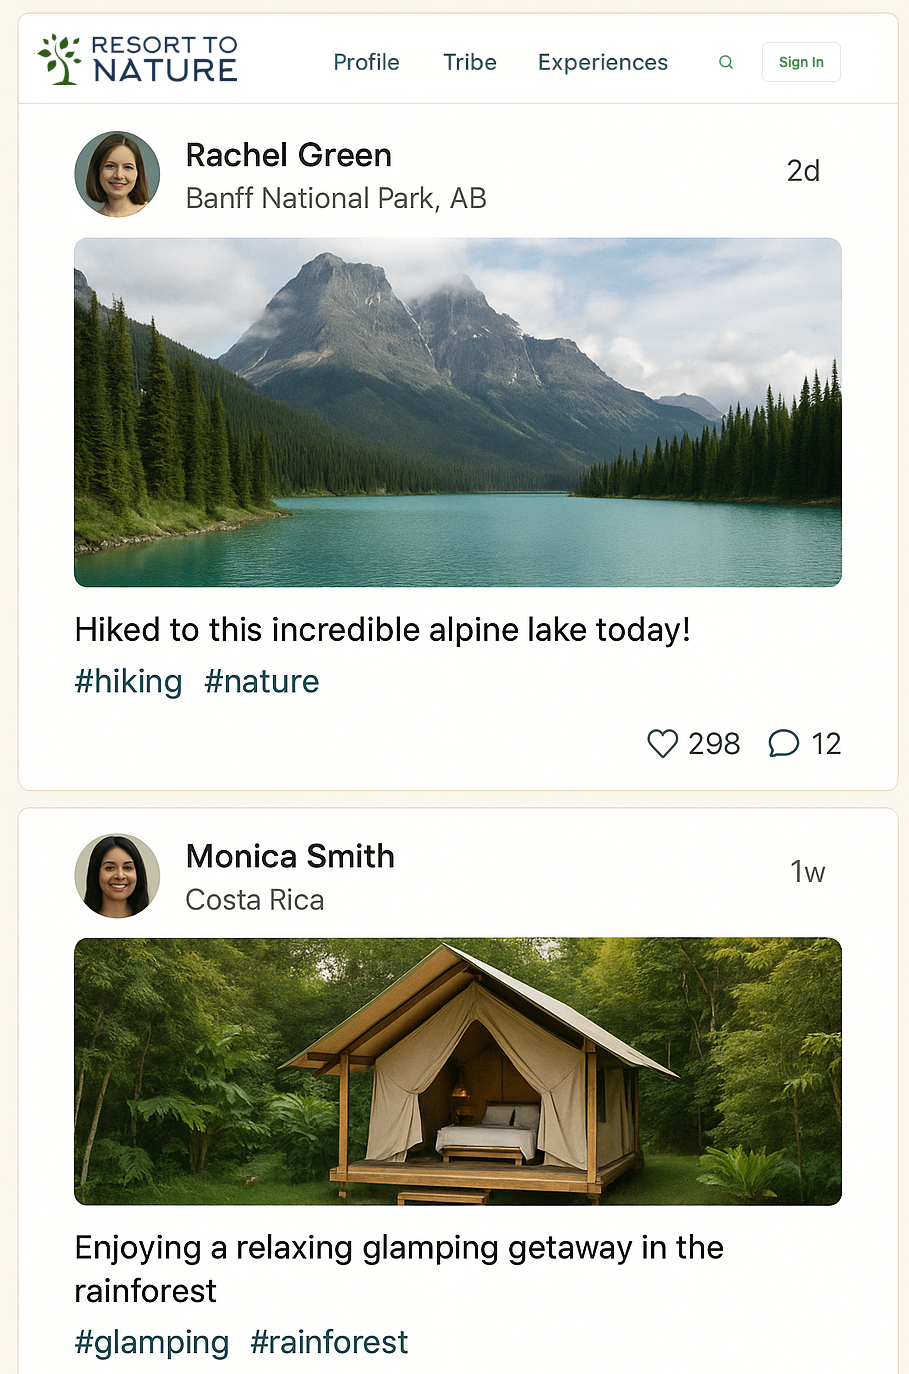 RESORT TO
NATURE
Profile Tribe Experiences Sign In
Rachel Green
Banff National Park, AB
2d
Hiked to this incredible alpine lake today!
#hiking #nature
298 12
Monica Smith
Costa Rica
1w
Enjoying a relaxing glamping getaway in the
rainforest
#glamping #rainforest